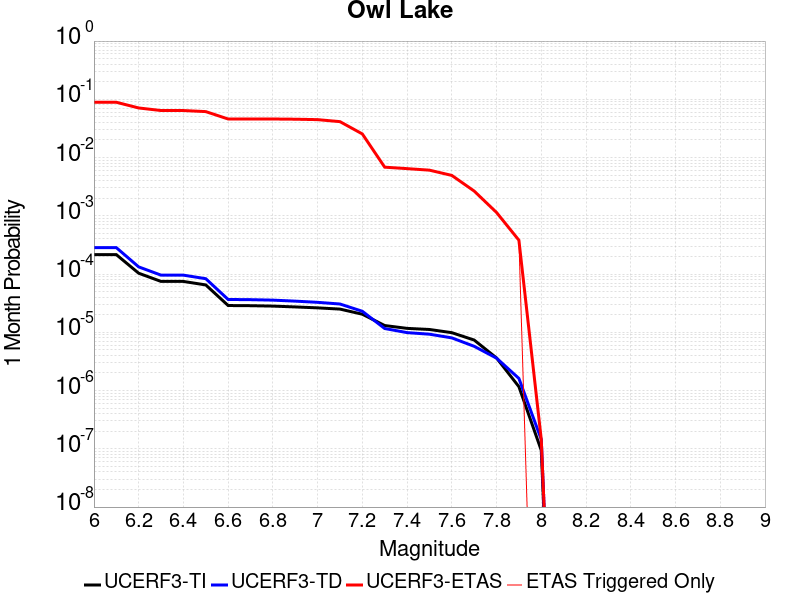 Owl Lake
10^0
10^-1
10^-2
10^-3
10^-4
10^-5
10^-6
10^-7
10^-8
1 Month Probability
6 6.2 6.4 6.6 6.8 7 7.2 7.4 7.6 7.8 8 8.2 8.4 8.6 8.8 9
Magnitude
UCERF3-TI UCERF3-TD UCERF3-ETAS ETAS Triggered Only